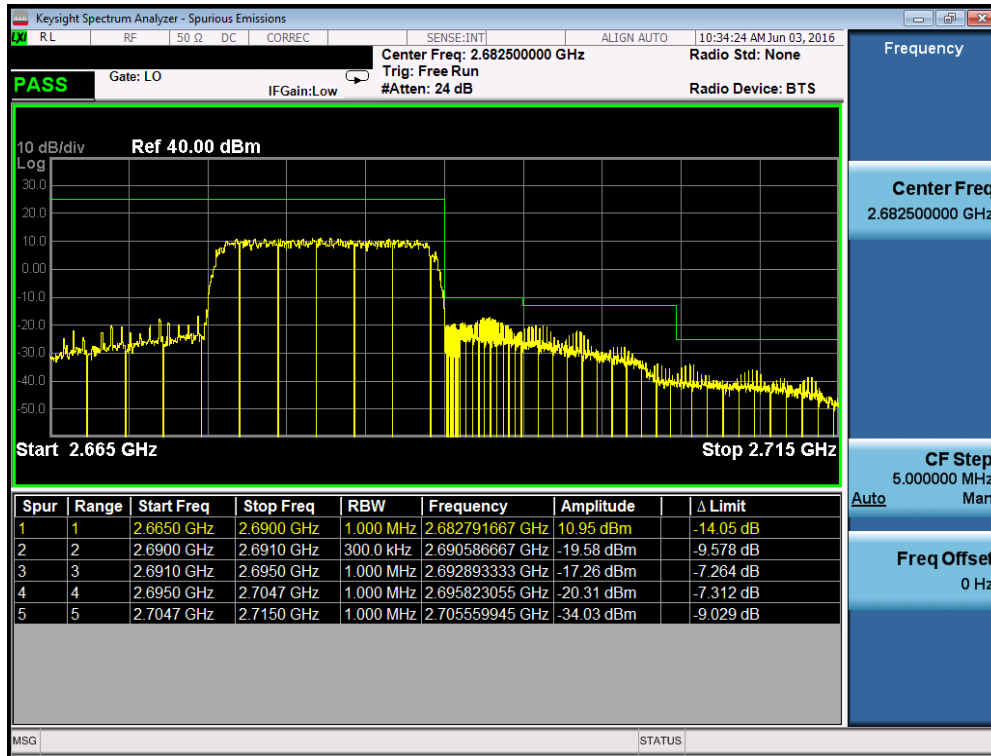 Keysight Spectrum Analyzer - Spurious Emissions
LXI RL RF 50 Ω DC CORREC SENSE:INT ALIGN AUTO 10:34:24 AM Jun 03, 2016
Center Freq: 2.682500000 GHz Radio Std: None
Gate: LO Trig: Free Run
PASS IFGain:Low #Atten: 24 dB Radio Device: BTS
10 dB/div Ref 40.00 dBm
Log
30.0
20.0
10.0
0.00
-10.0
-20.0
-30.0
-40.0
-50.0
Start 2.665 GHz Stop 2.715 GHz
Spur Range Start Freq Stop Freq RBW Frequency Amplitude Δ Limit
1 1 2.6650 GHz 2.6900 GHz 1.000 MHz 2.682791667 GHz 10.95 dBm -14.05 dB
2 2 2.6900 GHz 2.6910 GHz 300.0 kHz 2.690586667 GHz -19.58 dBm -9.578 dB
3 3 2.6910 GHz 2.6950 GHz 1.000 MHz 2.692893333 GHz -17.26 dBm -7.264 dB
4 4 2.6950 GHz 2.7047 GHz 1.000 MHz 2.695823055 GHz -20.31 dBm -7.312 dB
5 5 2.7047 GHz 2.7150 GHz 1.000 MHz 2.705559945 GHz -34.03 dBm -9.029 dB
MSG STATUS
Frequency
Center Freq
2.682500000 GHz
CF Step
5.000000 MHz
Auto Man
Freq Offset
0 Hz